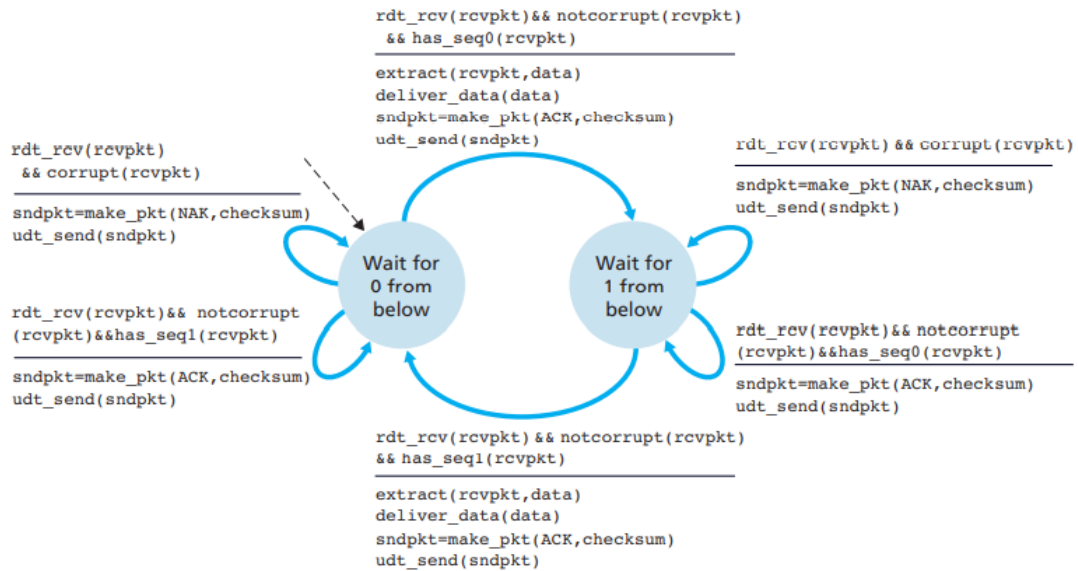 rdt_rcv(rcvpkt)&& notcorrupt(rcvpkt)
&& has_seq0(rcvpkt)
extract(rcvpkt,data)
deliver_data(data)
sndpkt=make_pkt(ACK,checksum)
udt_send(sndpkt)
rdt_rcv(rcvpkt)
&& corrupt(rcvpkt)
sndpkt=make_pkt(NAK,checksum)
udt_send(sndpkt)
rdt_rcv(rcvpkt) && corrupt(rcvpkt)
sndpkt=make_pkt(NAK,checksum)
udt_send(sndpkt)
Wait for
0 from
below
Wait for
1 from
below
rdt_rcv(rcvpkt)&& notcorrupt
(rcvpkt)&&has_seq1(rcvpkt)
sndpkt=make_pkt(ACK,checksum)
udt_send(sndpkt)
rdt_rcv(rcvpkt)&& notcorrupt
(rcvpkt)&&has_seq0(rcvpkt)
sndpkt=make_pkt(ACK,checksum)
udt_send(sndpkt)
rdt_rcv(rcvpkt) && notcorrupt(rcvpkt)
&& has_seq1(rcvpkt)
extract(rcvpkt,data)
deliver_data(data)
sndpkt=make_pkt(ACK,checksum)
udt_send(sndpkt)